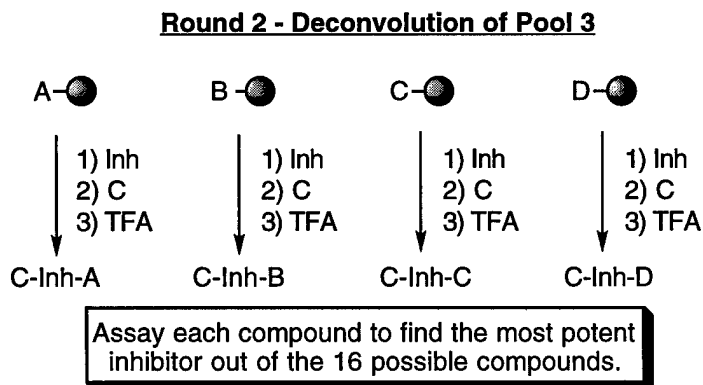 Round 2 - Deconvolution of Pool 3
A B C D
1) Inh 1) Inh 1) Inh 1) Inh
2) C 2) C 2) C 2) C
3) TFA 3) TFA 3) TFA 3) TFA
C-Inh-A C-Inh-B C-Inh-C C-Inh-D
Assay each compound to find the most potent
inhibitor out of the 16 possible compounds.